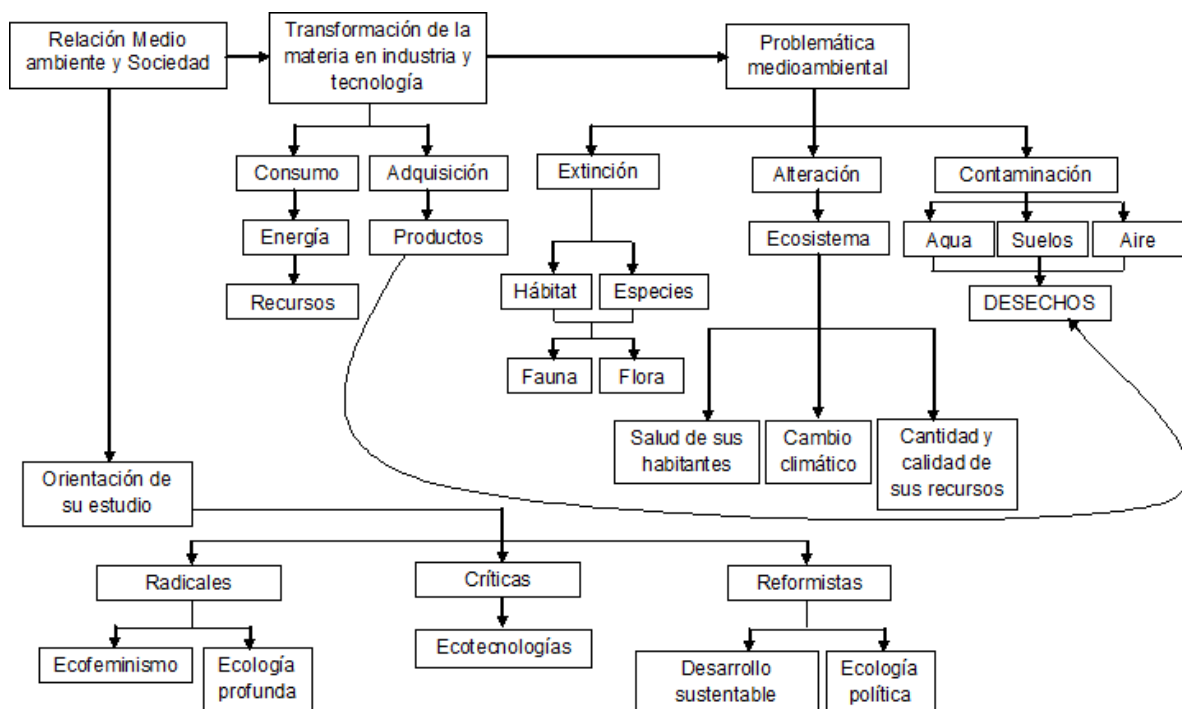 Relación Medio
ambiente y Sociedad
Transformación de la
materia en industria y
tecnología
Problemática
medioambiental
Consumo
Adquisición
Extinción
Alteración
Contaminación
Energía
Productos
Ecosistema
Aqua
Suelos
Aire
Recursos
Hábitat
Especies
DESECHOS
Fauna
Flora
Salud de sus
habitantes
Cambio
climático
Cantidad y
calidad de
sus recursos
Orientación de
su estudio
Radicales
Críticas
Reformistas
Ecofeminismo
Ecología
profunda
Ecotecnologías
Desarrollo
sustentable
Ecología
política